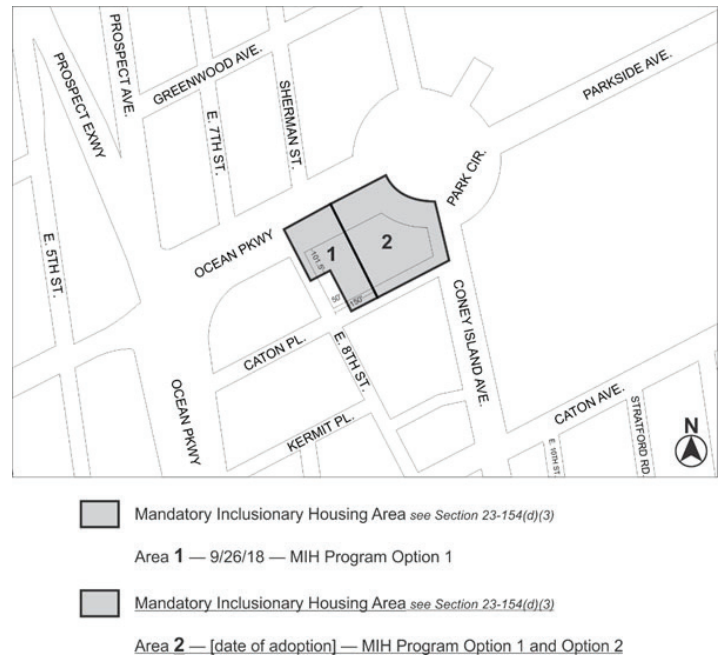 GREENWOOD AVE.
PROSPECT AVE.
PROSPECT EXWY
E. 7TH ST.
SHERMAN ST.
PARKSIDE AVE.
PARK CIR.
E. 5TH ST.
OCEAN PKWY
1
2
101.5'
50'
150'
CATON PL.
E. 8TH ST.
CONEY ISLAND AVE.
OCEAN PKWY
KERMIT PL.
CATON AVE.
E. 10TH ST.
STRATFORD RD.
N
Mandatory Inclusionary Housing Area see Section 23-154(d)(3)
Area 1 — 9/26/18 — MIH Program Option 1
Mandatory Inclusionary Housing Area see Section 23-154(d)(3)
Area 2 — [date of adoption] — MIH Program Option 1 and Option 2